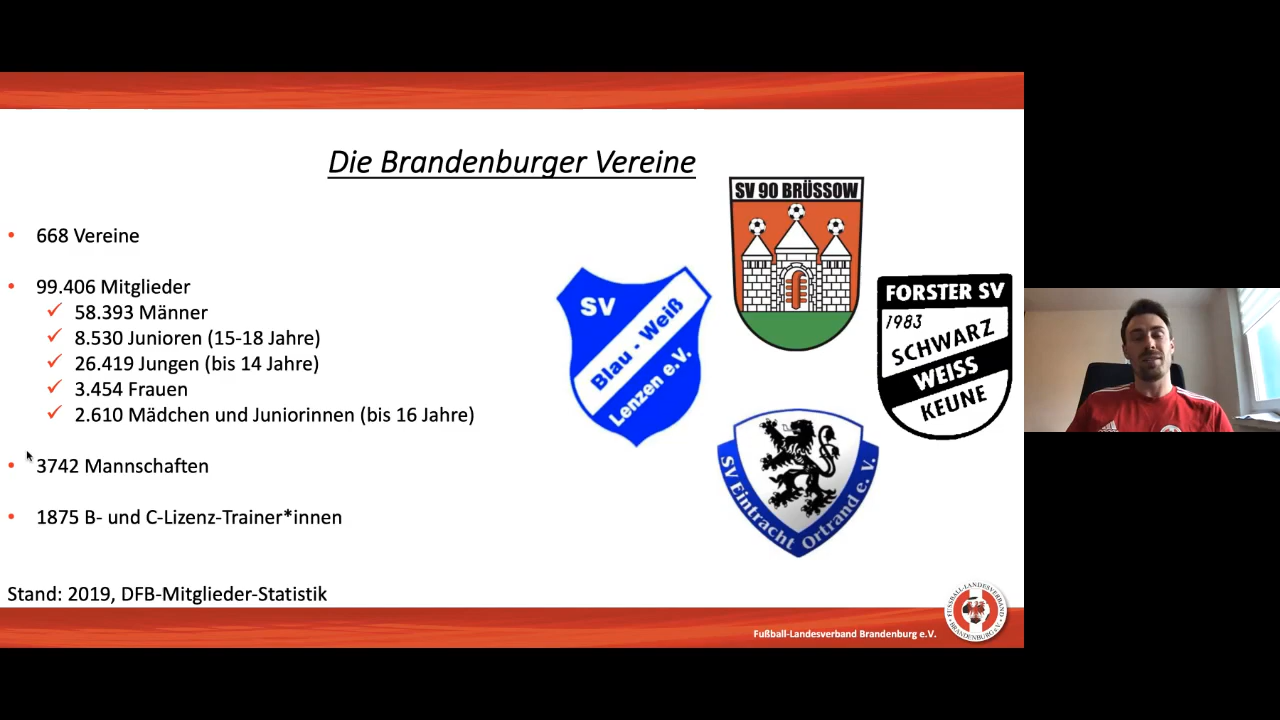 Die Brandenburger Vereine
668 Vereine
99.406 Mitglieder
58.393 Männer
8.530 Junioren (15-18 Jahre)
26.419 Jungen (bis 14 Jahre)
3.454 Frauen
2.610 Mädchen und Juniorinnen (bis 16 Jahre)
3742 Mannschaften
1875 B- und C-Lizenz-Trainer*innen
Stand: 2019, DFB-Mitglieder-Statistik
SV 90 BRÜSSOW
SV
Blau - Weiß
Lenzen e.V.
FORSTER SV
1983
SCHWARZ
WEISS
KEUNE
SV Eintracht Ortrand e. V.
Fußball-Landesverband Brandenburg e.V.
FUSSBALL-LANDESVERBAND
BRANDENBURG e.V.